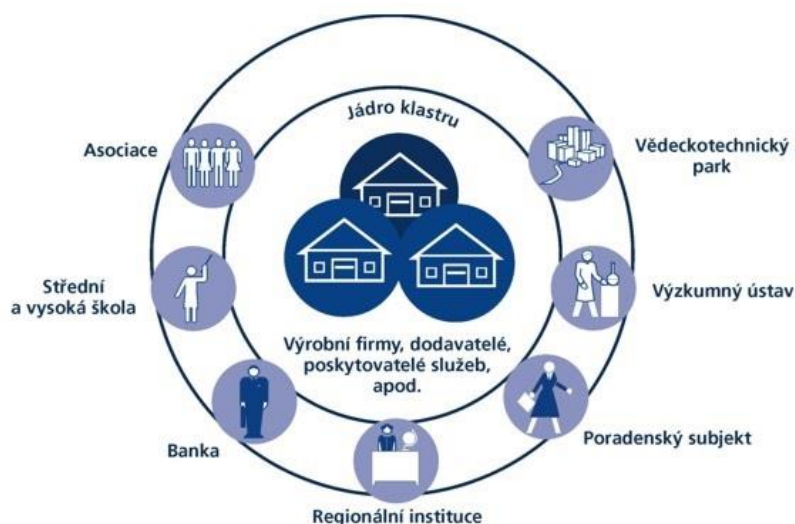 Jádro klastru
Asociace
Vědeckotechnický
park
Střední
a vysoká škola
Výzkumný ústav
Výrobní firmy, dodavatelé,
poskytovatelé služeb,
apod.
Banka
Poradenský subjekt
Regionální instituce